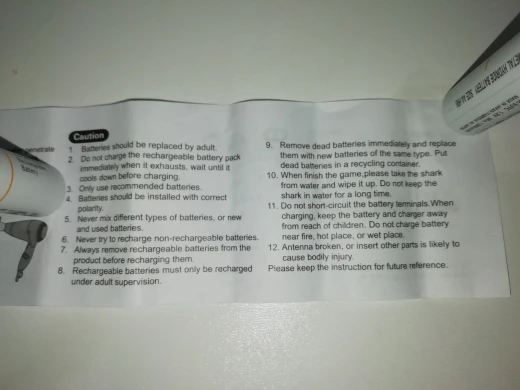 Caution
penetrate
Battery
1. Batteries should be replaced by adult.
2. Do not charge the rechargeable battery pack
immediately when it exhausts, wait until it
cools down before charging.
3. Only use recommended batteries.
4. Batteries should be installed with correct
polarity.
5. Never mix different types of batteries, or new
and used batteries.
6. Never try to recharge non-rechargeable batteries.
7. Always remove rechargeable batteries from the
product before recharging them.
8. Rechargeable batteries must only be recharged
under adult supervision.
9. Remove dead batteries immediately and replace
them with new batteries of the same type. Put
dead batteries in a recycling container.
10. When finish the game,please take the shark
from water and wipe it up. Do not keep the
shark in water for a long time.
11. Do not short-circuit the battery terminals.When
charging, keep the battery and charger away
from reach of children. Do not charge battery
near fire, hot place, or wet place.
12. Antenna broken, or insert other parts is likely to
cause bodily injury.
Please keep the instruction for future reference.
METAL HYDRIDE BATTERY SIZE AA